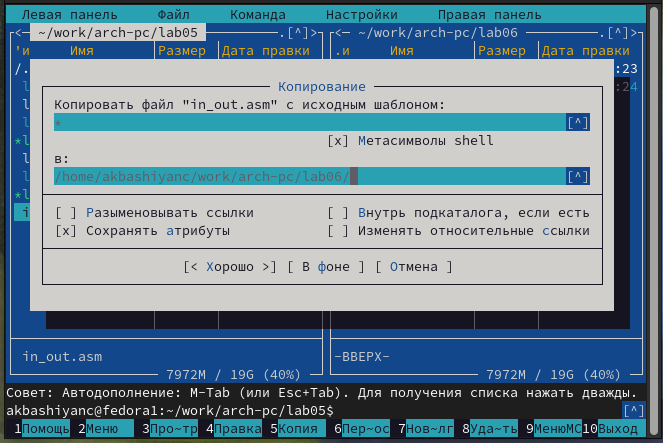 Левая панель Файл Команда Настройки Правая панель
<─ ~/work/arch-pc/lab05 .[^]> <─ ~/work/arch-pc/lab06 .[^]>
'и Имя Размер Дата правки .и Имя Размер Дата правки
/. :23
l :24
Копирование
l
Копировать файл "in_out.asm" с исходным шаблоном:
l
* [^]
*l
[x] Метасимволы shell
l
в:
l
/home/akbashiyanc/work/arch-pc/lab06/ [^]
*l
i
[ ] Разыменовывать ссылки [ ] Внутрь подкаталога, если есть
[x] Сохранять атрибуты [ ] Изменять относительные ссылки
[< Хорошо >] [ В фоне ] [ Отмена ]
in_out.asm -ВВЕРХ-
7972M / 19G (40%) 7972M / 19G (40%)
Совет: Автодополнение: M-Tab (или Esc+Tab). Для получения списка нажать дважды.
akbashiyanc@fedora1:~/work/arch-pc/lab05$ [^]
1Помощь 2Меню 3Про~тр 4Правка 5Копия 6Пер~ос 7Нов~лг 8Уда~ть 9МенюMC 10Выход